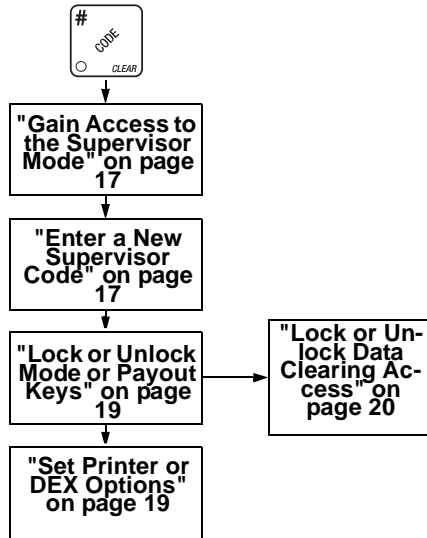 #
CODE
CLEAR
"Gain Access to
the Supervisor
Mode" on page
17
"Enter a New
Supervisor
Code" on page
17
"Lock or Unlock
Mode or Payout
Keys" on page
19
"Lock or Un-
lock Data
Clearing Ac-
cess" on
page 20
"Set Printer or
DEX Options"
on page 19